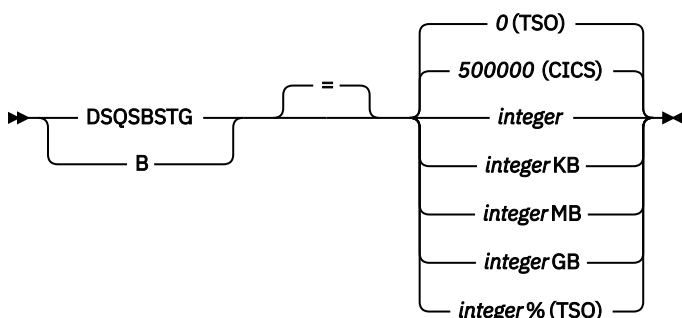 DSQSBSTG
B
=
0 (TSO)
500000 (CICS)
integer
integer KB
integer MB
integer GB
integer % (TSO)